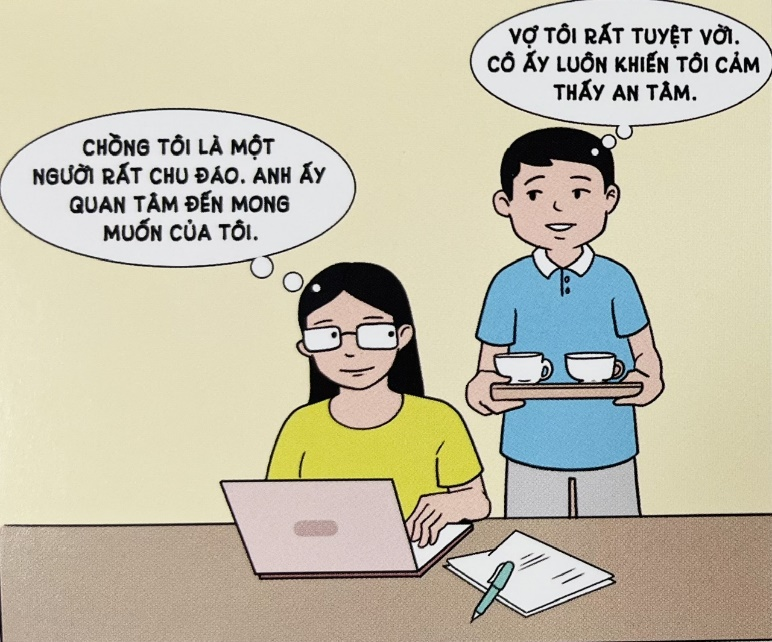 VỢ TÔI RẤT TUYỆT VỜI.
CÔ ẤY LUÔN KHIẾN TÔI CẢM
THẤY AN TÂM.
CHỒNG TÔI LÀ MỘT
NGƯỜI RẤT CHU ĐÁO. ANH ẤY
QUAN TÂM ĐẾN MONG
MUỐN CỦA TÔI.